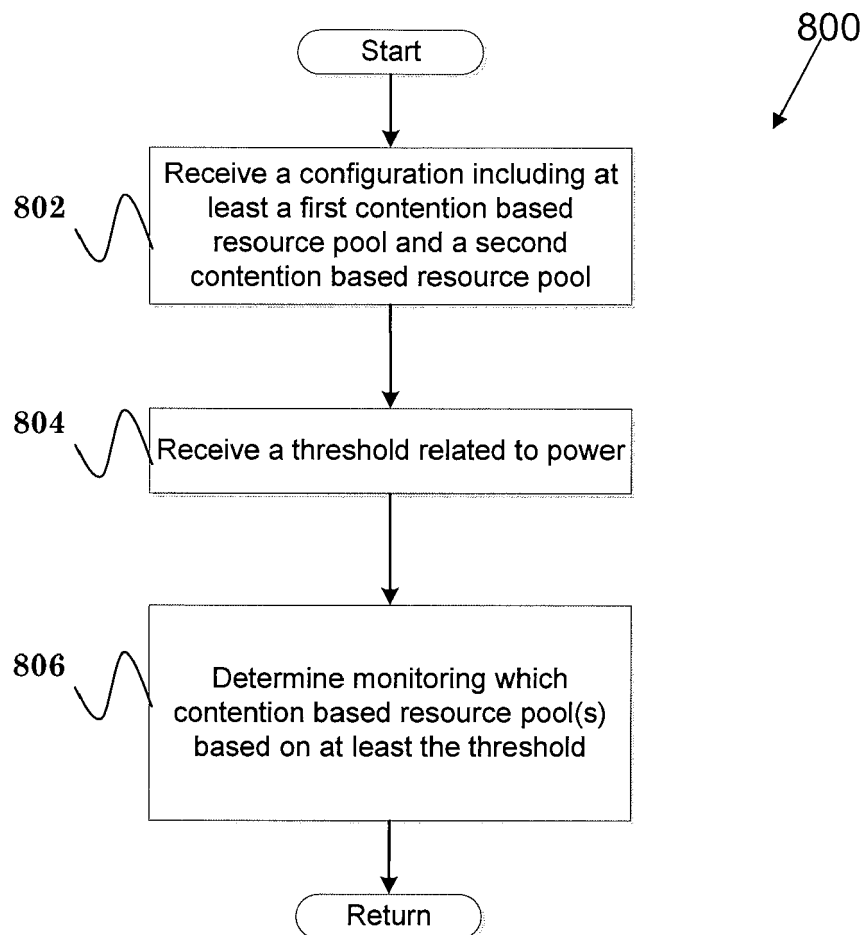 800
Start
802
Receive a configuration including at
least a first contention based
resource pool and a second
contention based resource pool
804
Receive a threshold related to power
806
Determine monitoring which
contention based resource pool(s)
based on at least the threshold
Return